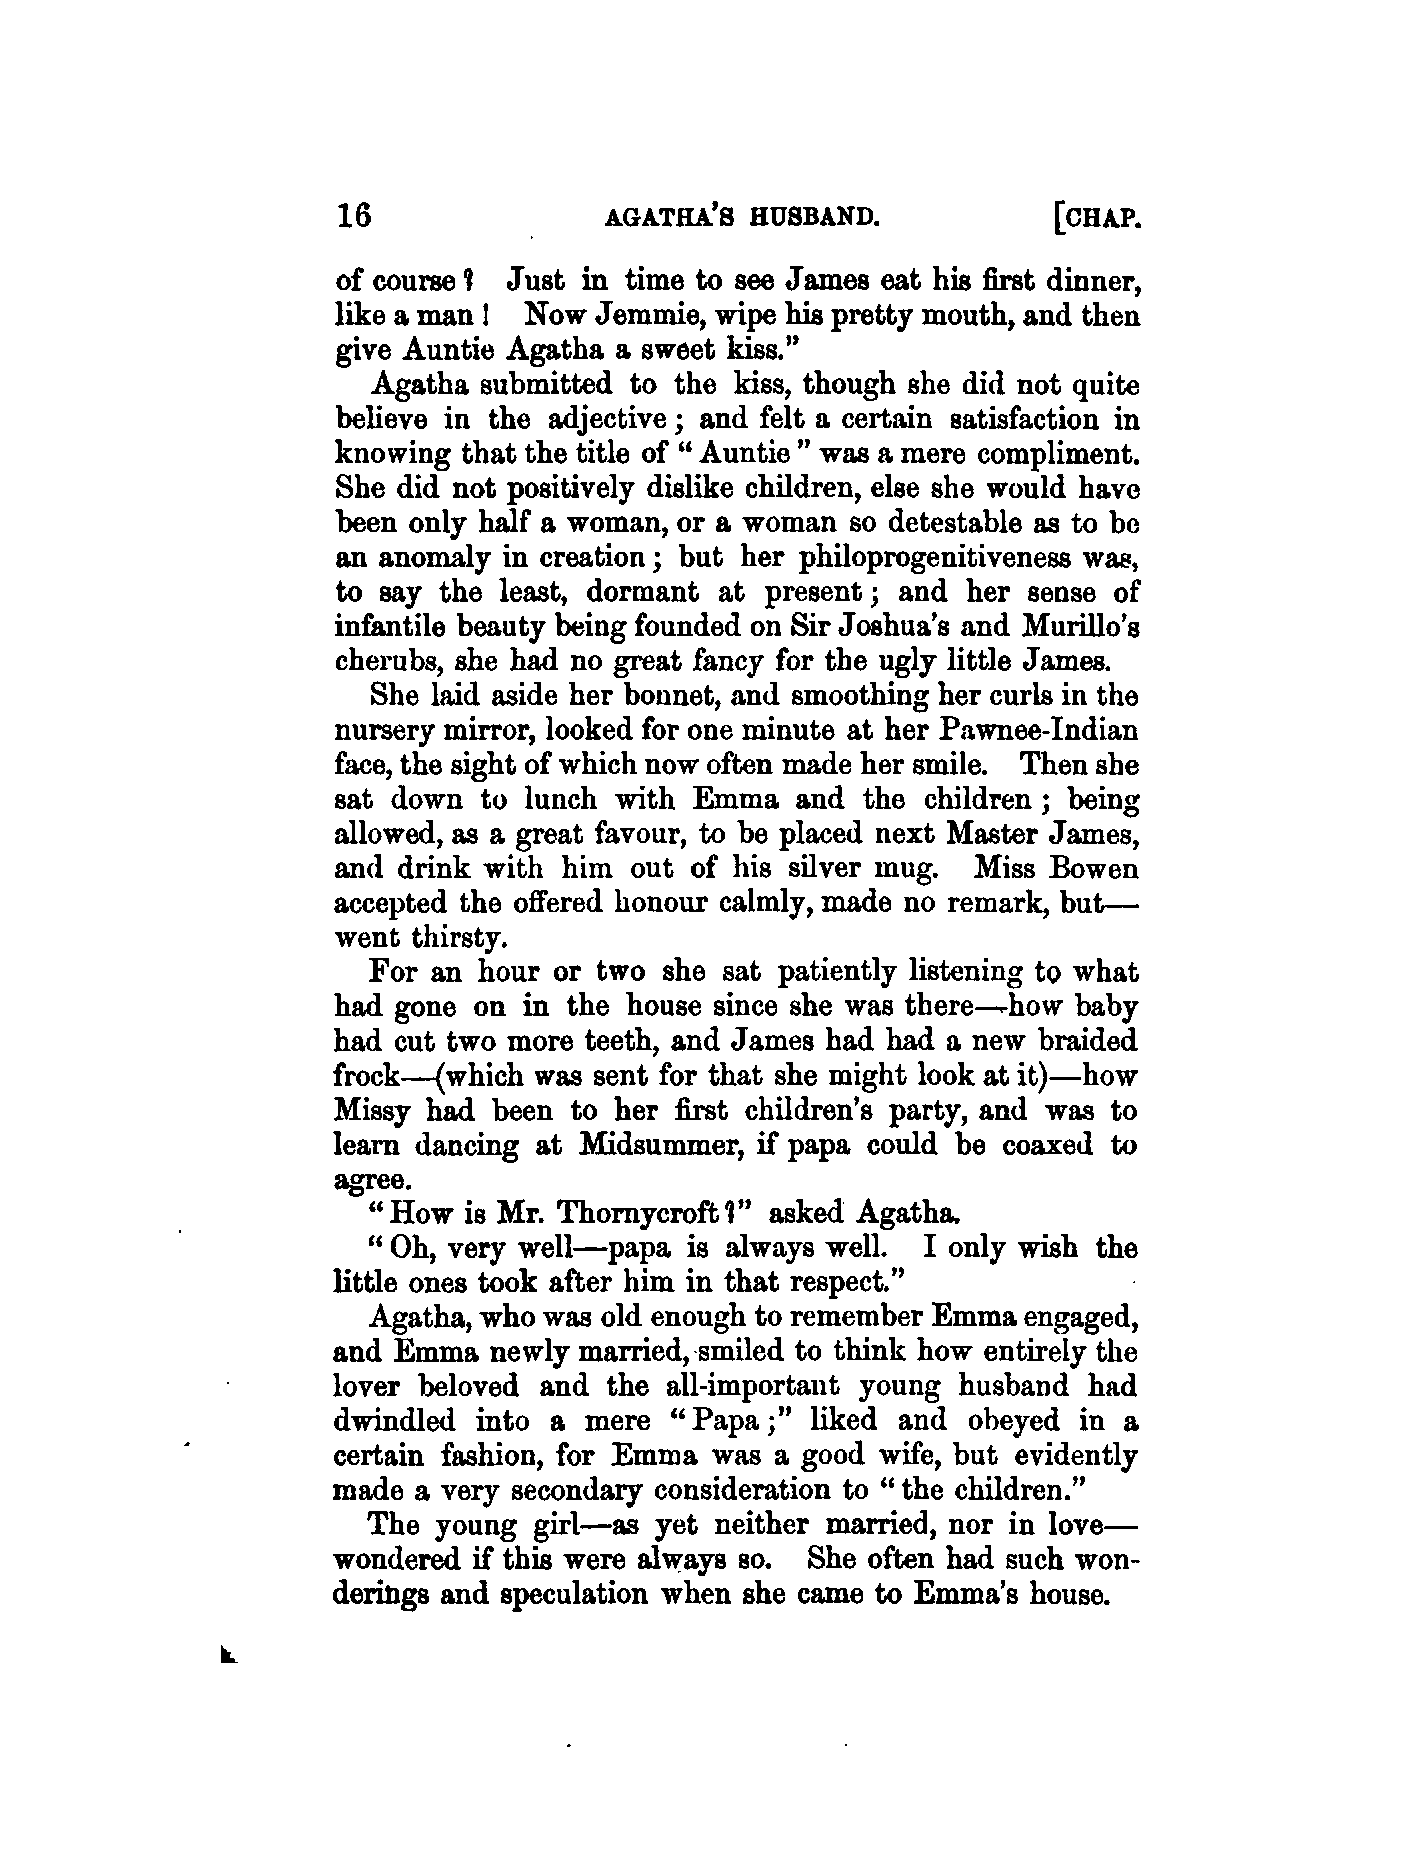 16 AGATHA'S HUSBAND. [CHAP.
of course? Just in time to see James eat his first dinner,
like a man! Now Jemmie, wipe his pretty mouth, and then
give Auntie Agatha a sweet kiss."
Agatha submitted to the kiss, though she did not quite
believe in the adjective; and felt a certain satisfaction in
knowing that the title of "Auntie" was a mere compliment.
She did not positively dislike children, else she would have
been only half a woman, or a woman so detestable as to be
an anomaly in creation; but her philoprogenitiveness was,
to say the least, dormant at present; and her sense of
infantile beauty being founded on Sir Joshua's and Murillo's
cherubs, she had no great fancy for the ugly little James.
She laid aside her bonnet, and smoothing her curls in the
nursery mirror, looked for one minute at her Pawnee-Indian
face, the sight of which now often made her smile. Then she
sat down to lunch with Emma and the children; being
allowed, as a great favour, to be placed next Master James,
and drink with him out of his silver mug. Miss Bowen
accepted the offered honour calmly, made no remark, but—
went thirsty.
For an hour or two she sat patiently listening to what
had gone on in the house since she was there—how baby
had cut two more teeth, and James had had a new braided
frock—(which was sent for that she might look at it)—how
Missy had been to her first children's party, and was to
learn dancing at Midsummer, if papa could be coaxed to
agree.
"How is Mr. Thornycroft?" asked Agatha.
"Oh, very well—papa is always well. I only wish the
little ones took after him in that respect."
Agatha, who was old enough to remember Emma engaged,
and Emma newly married, smiled to think how entirely the
lover beloved and the all-important young husband had
dwindled into a mere "Papa;" liked and obeyed in a
certain fashion, for Emma was a good wife, but evidently
made a very secondary consideration to "the children."
The young girl—as yet neither married, nor in love—
wondered if this were always so. She often had such won-
derings and speculation when she came to Emma's house.